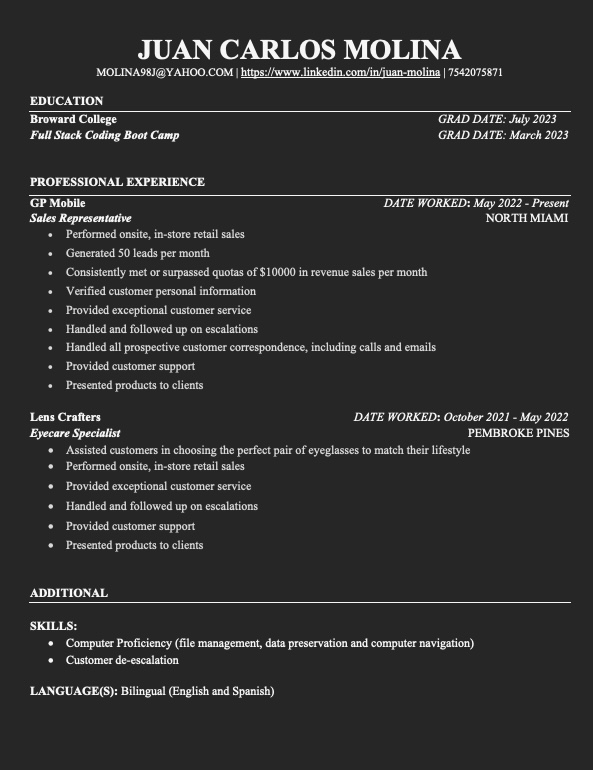 JUAN CARLOS MOLINA
MOLINA98J@YAHOO.COM | https://www.linkedin.com/in/juan-molina | 7542075871
EDUCATION
Broward College GRAD DATE: July 2023
Full Stack Coding Boot Camp GRAD DATE: March 2023
PROFESSIONAL EXPERIENCE
GP Mobile DATE WORKED: May 2022 - Present
Sales Representative NORTH MIAMI
• Performed onsite, in-store retail sales
• Generated 50 leads per month
• Consistently met or surpassed quotas of $10000 in revenue sales per month
• Verified customer personal information
• Provided exceptional customer service
• Handled and followed up on escalations
• Handled all prospective customer correspondence, including calls and emails
• Provided customer support
• Presented products to clients
Lens Crafters DATE WORKED: October 2021 - May 2022
Eyecare Specialist PEMBROKE PINES
• Assisted customers in choosing the perfect pair of eyeglasses to match their lifestyle
• Performed onsite, in-store retail sales
• Provided exceptional customer service
• Handled and followed up on escalations
• Provided customer support
• Presented products to clients
ADDITIONAL
SKILLS:
• Computer Proficiency (file management, data preservation and computer navigation)
• Customer de-escalation
LANGUAGE(S): Bilingual (English and Spanish)